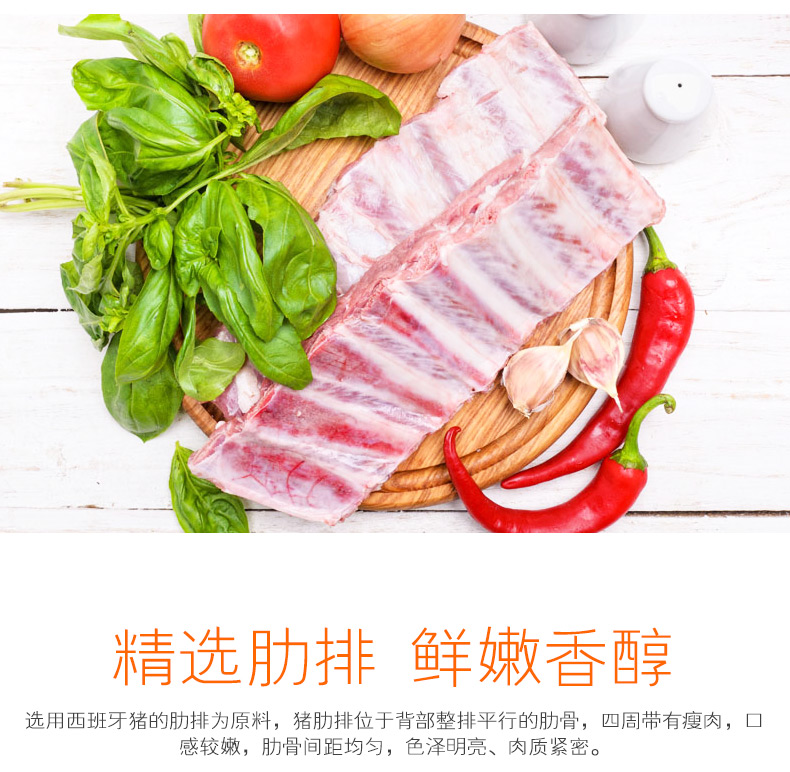 精选肋排 鲜嫩香醇
选用西班牙猪的肋排为原料，猪肋排位于背部整排平行的肋骨，四周带有瘦肉，口
感较嫩，肋骨间距均匀，色泽明亮、肉质紧密。